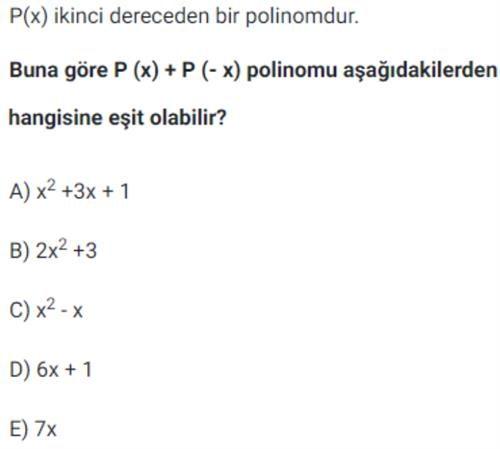 P(x) ikinci dereceden bir polinomdur.
Buna göre P (x) + P (- x) polinomu aşağıdakilerden
hangisine eşit olabilir?
A) x² +3x + 1
B) 2x² +3
C) x² - x
D) 6x + 1
E) 7x